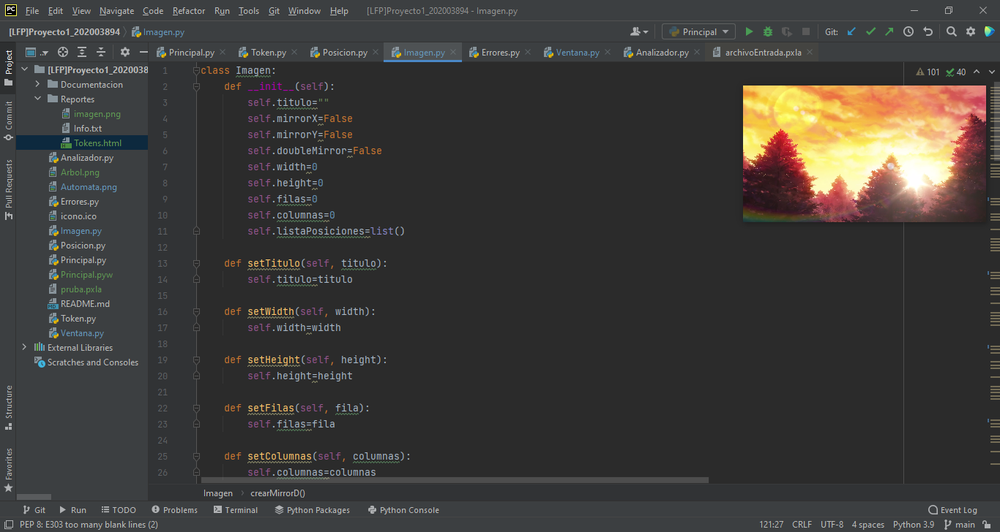 PC File Edit View Navigate Code Refactor Run Tools Git Window Help [LFP]Proyecto1_202003894 - Imagen.py
[LFP]Proyecto1_202003894 Imagen.py Principal Git:
Project
Commit
Pull Requests
Structure
Favorites
Principal.py Token.py Posicion.py Imagen.py Errores.py Ventana.py Analizador.py archivoEntrada.pxla
[LFP]Proyecto1_2020038
Documentacion
Reportes
imagen.png
Info.txt
Tokens.html
Analizador.py
Arbol.png
Automata.png
Errores.py
icono.ico
Imagen.py
Posicion.py
Principal.py
Principal.pyw
pruba.pxla
README.md
Token.py
Ventana.py
External Libraries
Scratches and Consoles
101 40
1 class Imagen:
2 def __init__(self):
3 self.titulo=""
4 self.mirrorX=False
5 self.mirrorY=False
6 self.doubleMirror=False
7 self.width=0
8 self.height=0
9 self.filas=0
10 self.columnas=0
11 self.listaPosiciones=list()
12
13 def setTitulo(self, titulo):
14 self.titulo=titulo
15
16 def setWidth(self, width):
17 self.width=width
18
19 def setHeight(self, height):
20 self.height=height
21
22 def setFilas(self, fila):
23 self.filas=fila
24
25 def setColumnas(self, columnas):
26 self.columnas=columnas
Imagen crearMirrorD()
Git Run TODO Problems Terminal Python Packages Python Console Event Log
PEP 8: E303 too many blank lines (2) 121:27 CRLF UTF-8 4 spaces Python 3.9 main